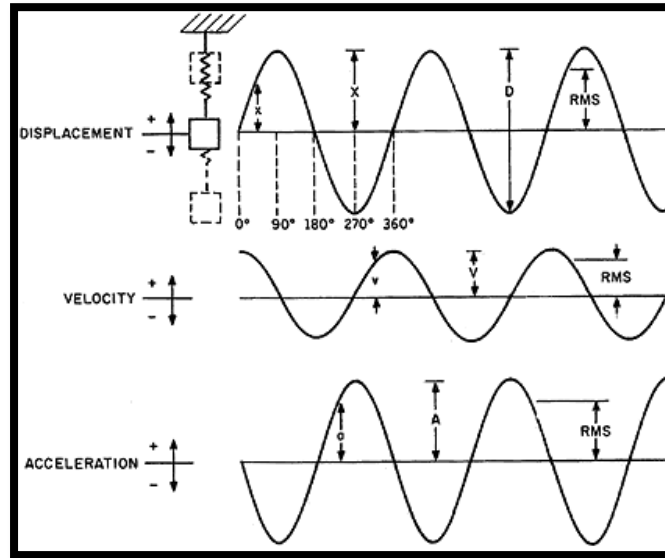 X
D
RMS
x
+
DISPLACEMENT
−
0° 90° 180° 270° 360°
+
VELOCITY
−
v
V
RMS
+
ACCELERATION
−
a
A
RMS